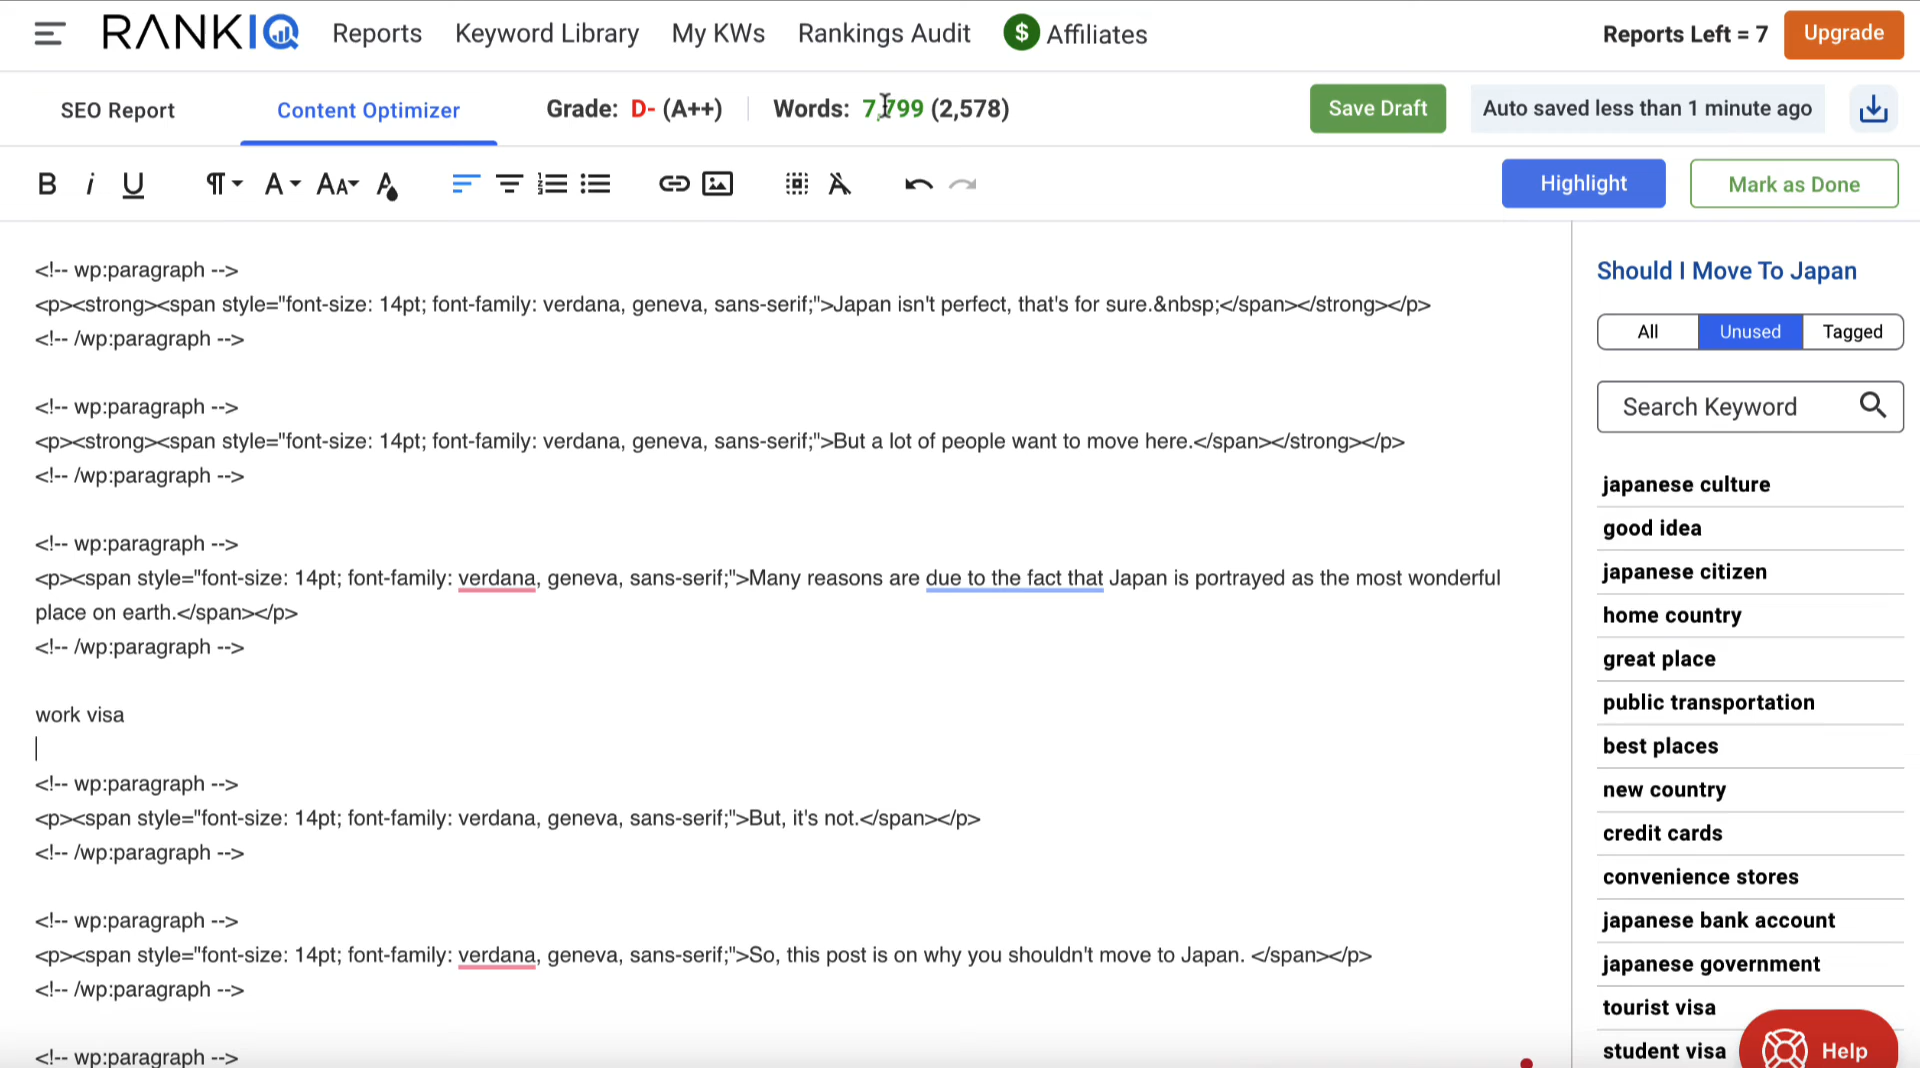 RANKIQ Reports Keyword Library My KWs Rankings Audit $ Affiliates Reports Left = 7 Upgrade
SEO Report Content Optimizer Grade: D- (A++) Words: 7,799 (2,578) Save Draft Auto saved less than 1 minute ago
B i U Highlight Mark as Done
<!-- wp:paragraph -->
<p><strong><span style="font-size: 14pt; font-family: verdana, geneva, sans-serif;">Japan isn't perfect, that's for sure.&nbsp;</span></strong></p>
<!-- /wp:paragraph -->
<!-- wp:paragraph -->
<p><strong><span style="font-size: 14pt; font-family: verdana, geneva, sans-serif;">But a lot of people want to move here.</span></strong></p>
<!-- /wp:paragraph -->
<!-- wp:paragraph -->
<p><span style="font-size: 14pt; font-family: verdana, geneva, sans-serif;">Many reasons are due to the fact that Japan is portrayed as the most wonderful
place on earth.</span></p>
<!-- /wp:paragraph -->
work visa
<!-- wp:paragraph -->
<p><span style="font-size: 14pt; font-family: verdana, geneva, sans-serif;">But, it's not.</span></p>
<!-- /wp:paragraph -->
<!-- wp:paragraph -->
<p><span style="font-size: 14pt; font-family: verdana, geneva, sans-serif;">So, this post is on why you shouldn't move to Japan. </span></p>
<!-- /wp:paragraph -->
<!-- wp:paragraph -->
Should I Move To Japan
All Unused Tagged
Search Keyword
japanese culture
good idea
japanese citizen
home country
great place
public transportation
best places
new country
credit cards
convenience stores
japanese bank account
japanese government
tourist visa
student visa
Help